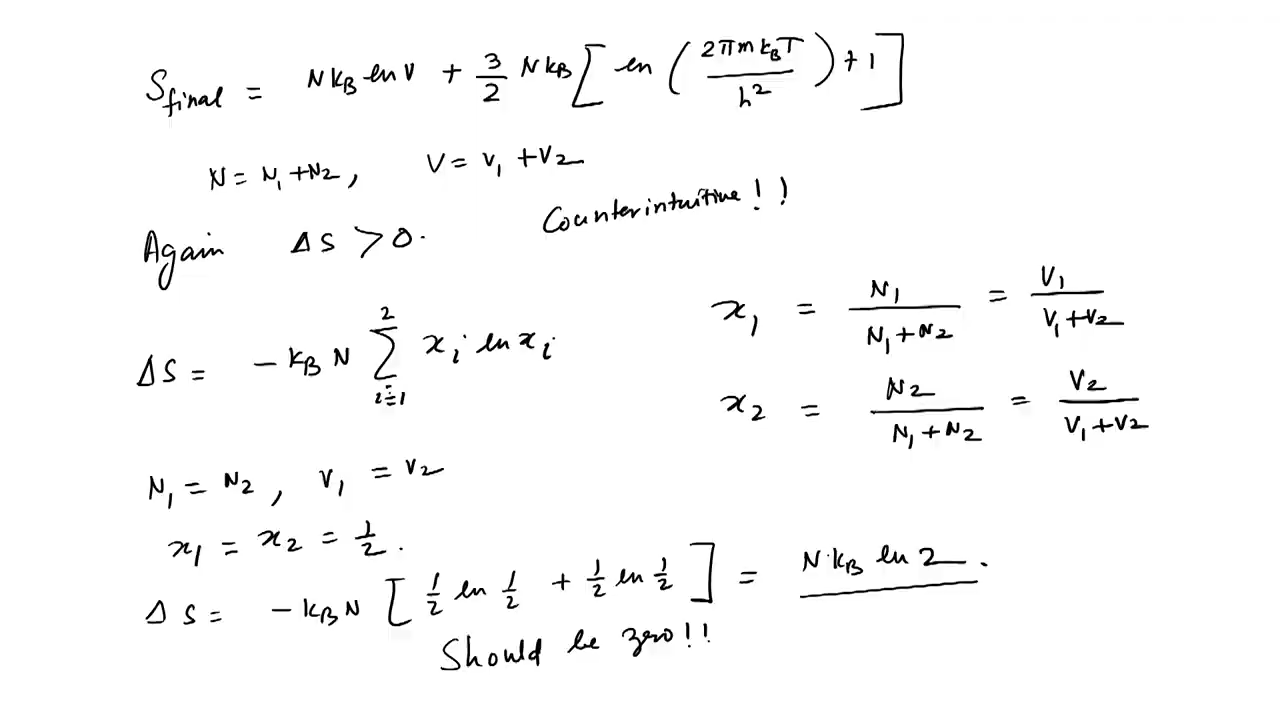 S_final = N k_B ln V + 3/2 N k_B [ ln ( 2πm k_B T / h² ) + 1 ]
N = N₁ + N₂ ,   V = V₁ + V₂
Again ΔS > 0.   Counterintuitive!!
ΔS = − k_B N ∑_{i=1}^{2} x_i ln x_i
x₁ = N₁ / (N₁ + N₂) = V₁ / (V₁ + V₂)
x₂ = N₂ / (N₁ + N₂) = V₂ / (V₁ + V₂)
N₁ = N₂ , V₁ = V₂
x₁ = x₂ = 1/2 .
ΔS = − k_B N [ 1/2 ln 1/2 + 1/2 ln 1/2 ] = N·k_B ln 2 .
Should be zero!!